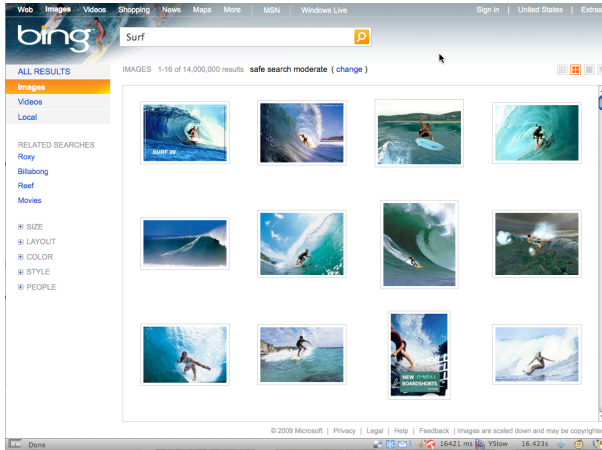 Web Images Videos Shopping News Maps More | MSN | Windows Live Sign in | United States | Extras
bing
Surf
ALL RESULTS
IMAGES 1-16 of 14,000,000 results safe search moderate ( change )
Images
Videos
Local
RELATED SEARCHES
Roxy
Billabong
Reef
Movies
SIZE
LAYOUT
COLOR
STYLE
PEOPLE
SURF 99
NEW O'NEILL
BOARDSHORTS
© 2009 Microsoft | Privacy | Legal | Help | Feedback | Images are scaled down and may be copyrighte
Done 16421 ms YSlow 16.423s